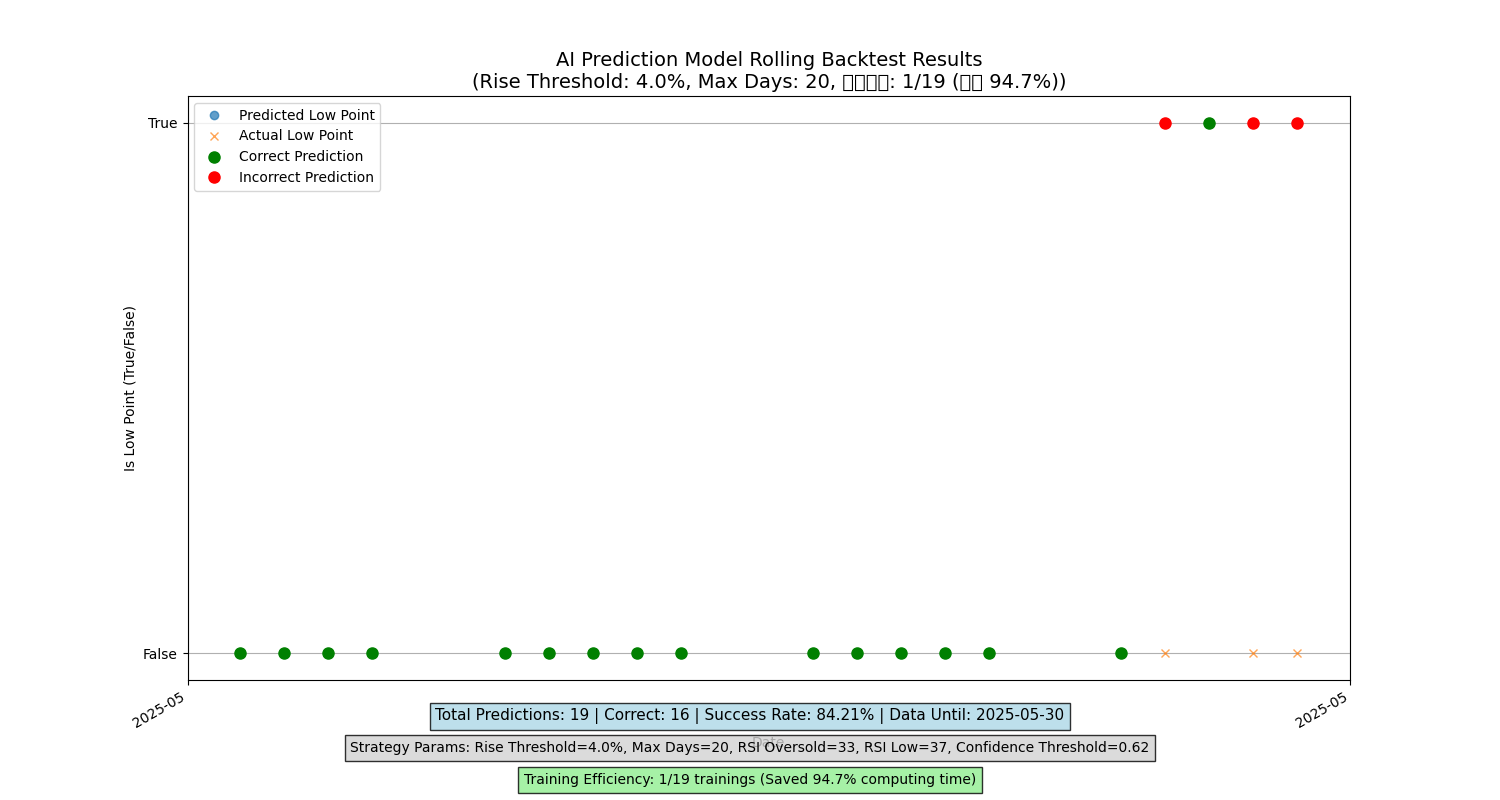 AI Prediction Model Rolling Backtest Results
(Rise Threshold: 4.0%, Max Days: 20, : 1/19 ( 94.7%))
Predicted Low Point
Actual Low Point
Correct Prediction
Incorrect Prediction
True
False
Is Low Point (True/False)
2025-05
2025-05
Date
Total Predictions: 19 | Correct: 16 | Success Rate: 84.21% | Data Until: 2025-05-30
Strategy Params: Rise Threshold=4.0%, Max Days=20, RSI Oversold=33, RSI Low=37, Confidence Threshold=0.62
Training Efficiency: 1/19 trainings (Saved 94.7% computing time)